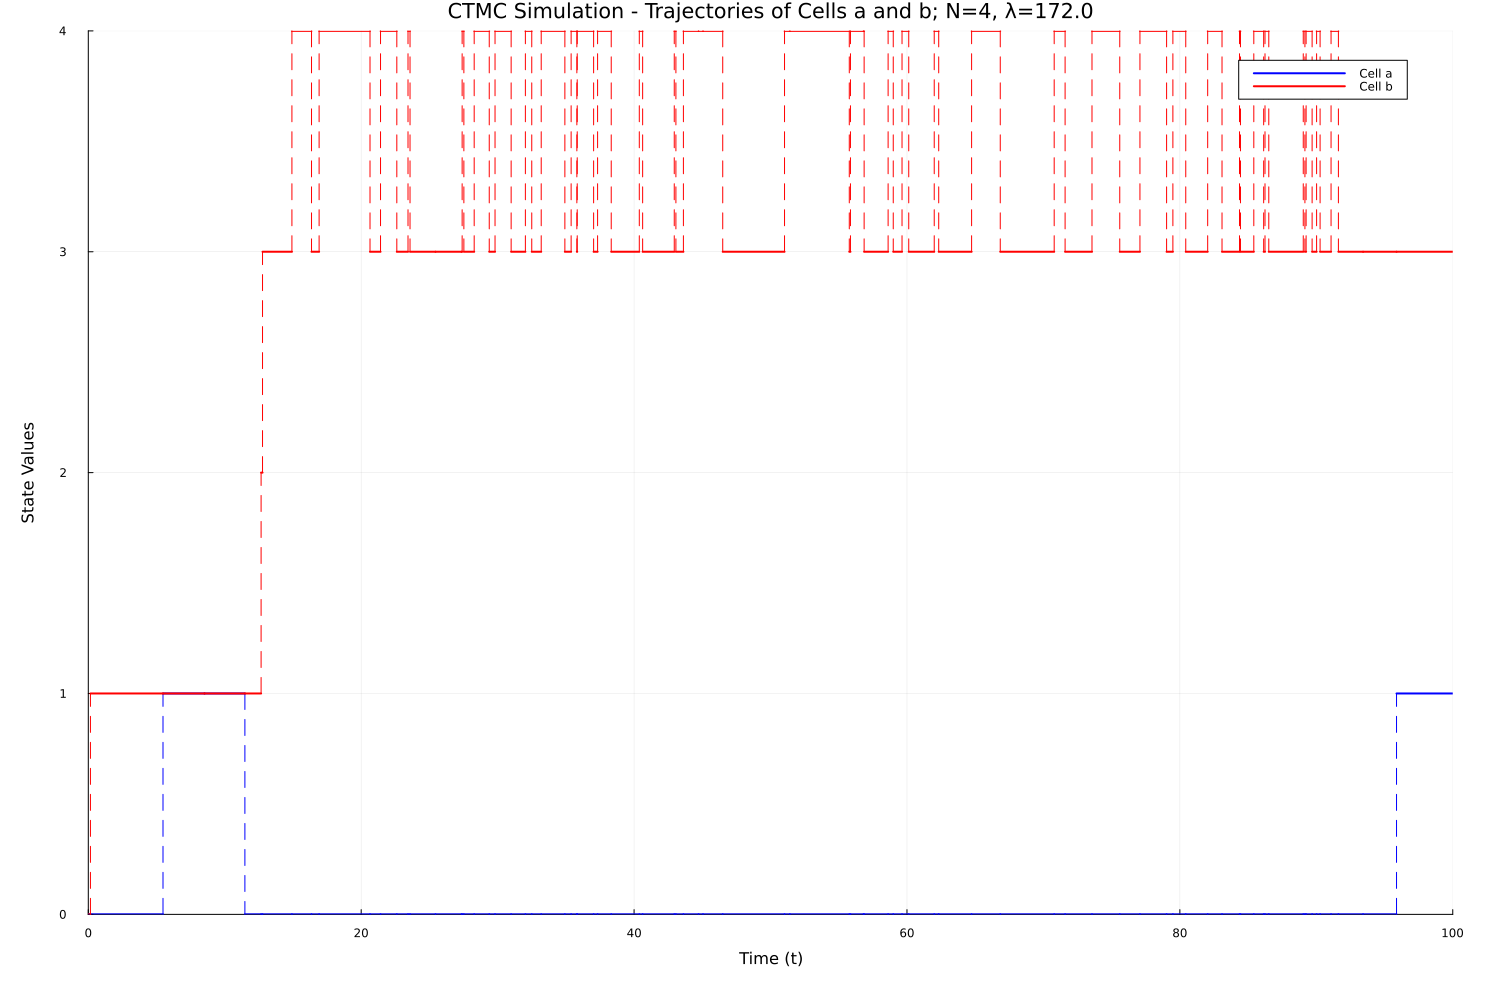 CTMC Simulation - Trajectories of Cells a and b; N=4, λ=172.0
4
Cell a
Cell b
3
State Values
2
1
0
0 20 40 60 80 100
Time (t)